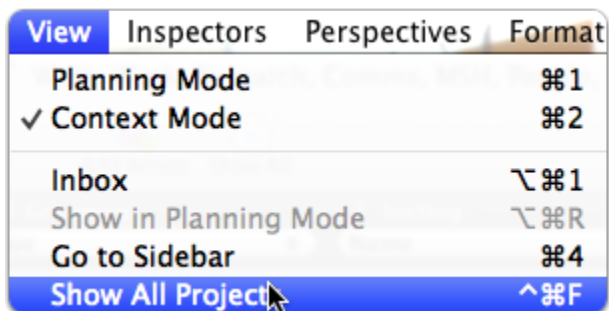 View Inspectors Perspectives Format
Planning Mode ⌘1
✓ Context Mode ⌘2
Inbox ⌥⌘1
Show in Planning Mode ⌥⌘R
Go to Sidebar ⌘4
Show All Project ^⌘F